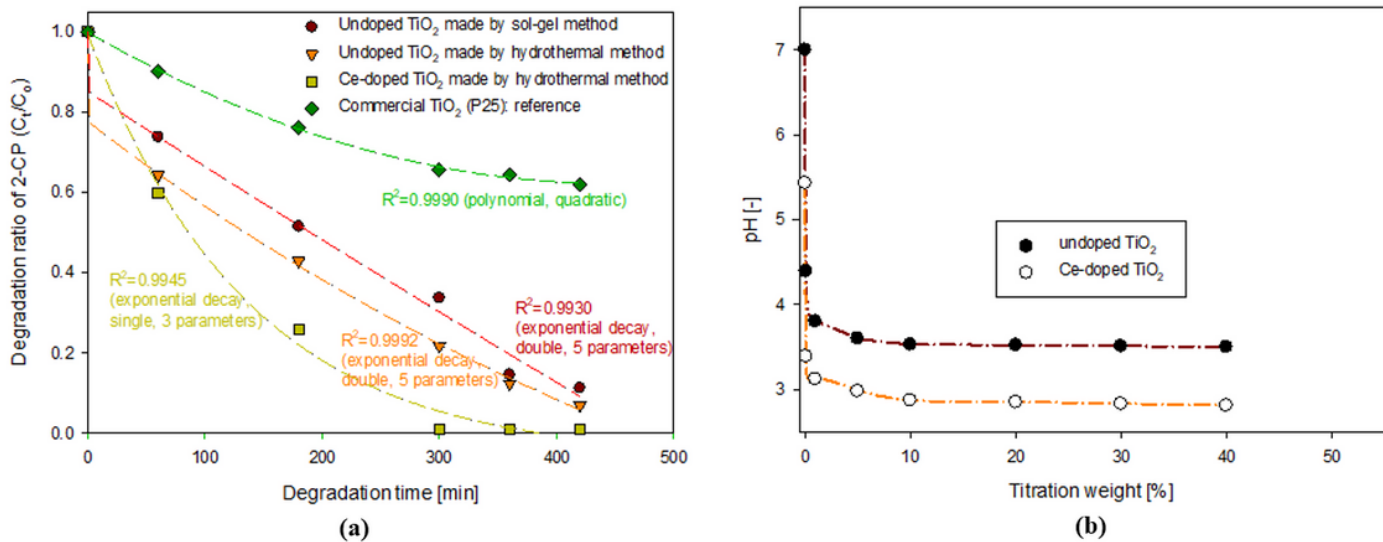 Degradation ratio of 2-CP (Ct/Co)
1.0
0.8
0.6
0.4
0.2
0.0
Undoped TiO2 made by sol-gel method
Undoped TiO2 made by hydrothermal method
Ce-doped TiO2 made by hydrothermal method
Commercial TiO2 (P25): reference
R²=0.9990 (polynomial, quadratic)
R²=0.9945
(exponential decay,
single, 3 parameters)
R²=0.9992
(exponential decay,
double, 5 parameters)
R²=0.9930
(exponential decay,
double, 5 parameters)
0 100 200 300 400 500
Degradation time [min]
(a)
pH [-]
7
6
5
4
3
undoped TiO2
Ce-doped TiO2
0 10 20 30 40 50
Titration weight [%]
(b)